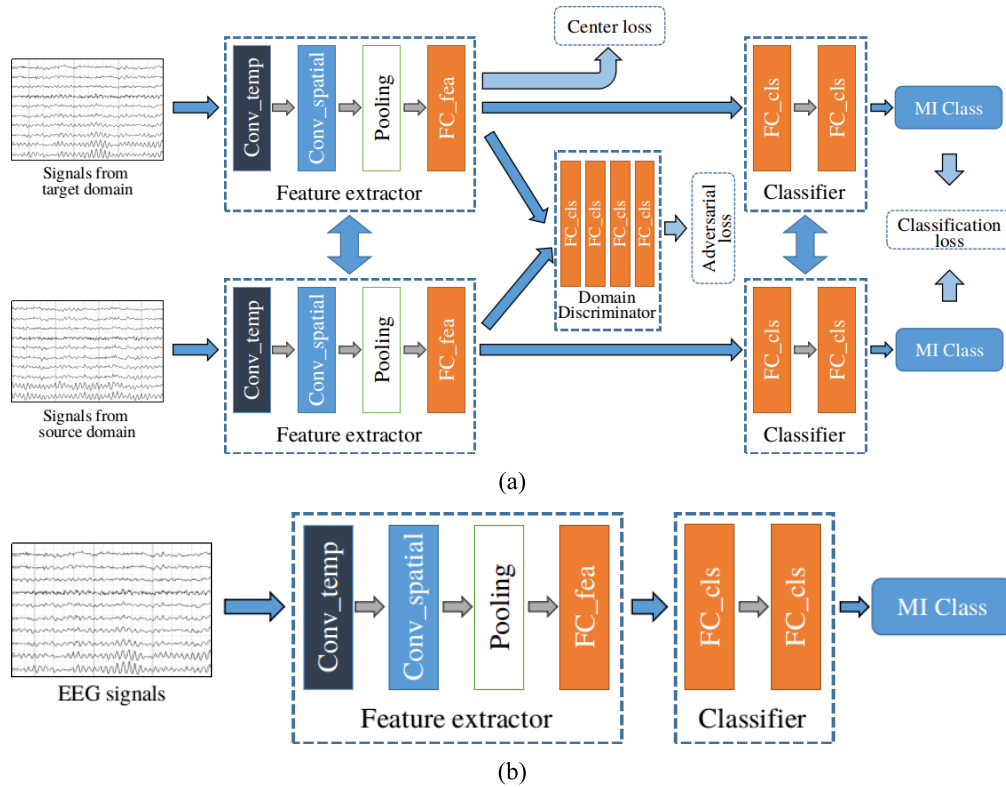 Center loss
Conv_temp
Conv_spatial
Pooling
FC_fea
Feature extractor
FC_cls
FC_cls
Classifier
MI Class
Signals from
target domain
FC_cls
FC_cls
FC_cls
FC_cls
Domain
Discriminator
Adversarial
loss
Classification
loss
Conv_temp
Conv_spatial
Pooling
FC_fea
Feature extractor
FC_cls
FC_cls
Classifier
MI Class
Signals from
source domain
(a)
Conv_temp
Conv_spatial
Pooling
FC_fea
Feature extractor
FC_cls
FC_cls
Classifier
MI Class
EEG signals
(b)